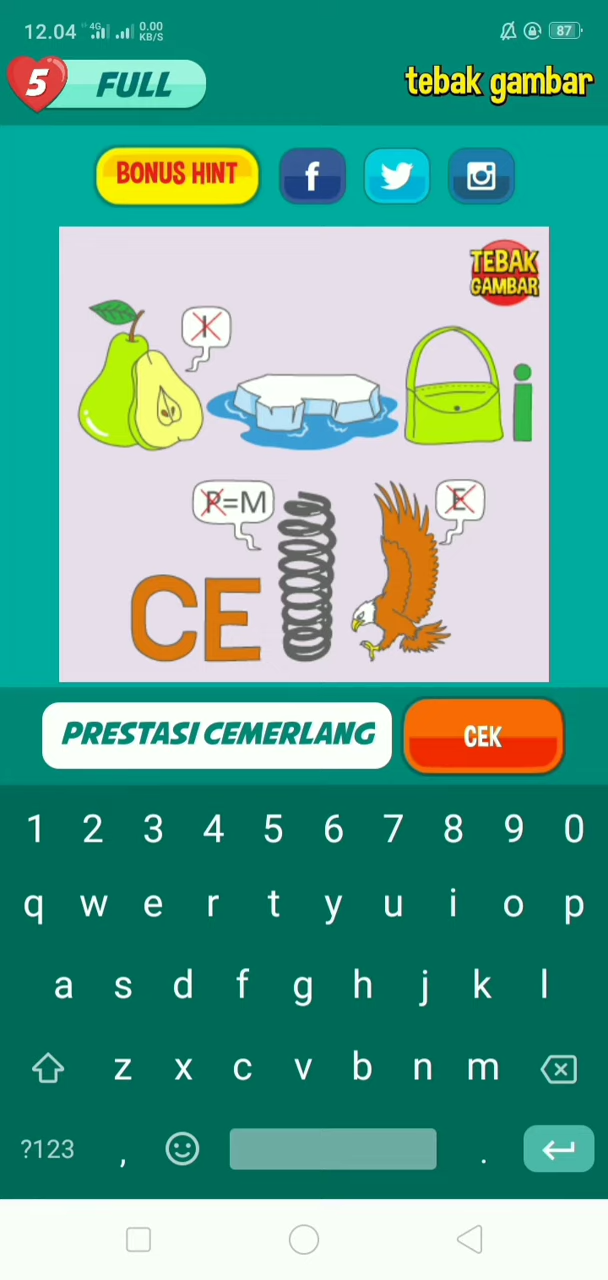 12.04 4G 0.00 KB/S 87
5 FULL tebak gambar
BONUS HINT f
TEBAK GAMBAR
I
i
R=M E
CE
PRESTASI CEMERLANG CEK
1 2 3 4 5 6 7 8 9 0
q w e r t y u i o p
a s d f g h j k l
z x c v b n m
?123 , .